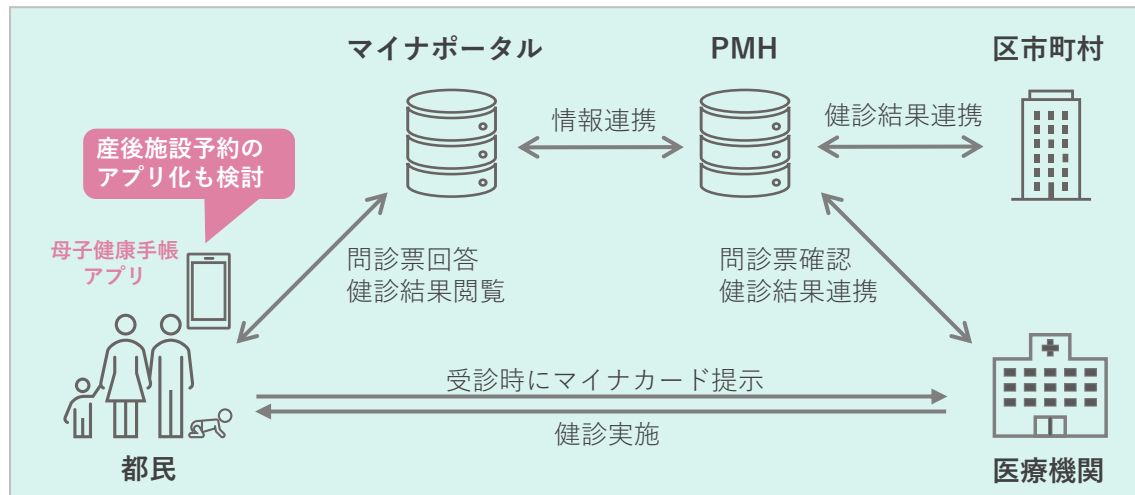 マイナポータル
PMH
区市町村
情報連携
健診結果連携
産後施設予約の
アプリ化も検討
母子健康手帳
アプリ
問診票回答
健診結果閲覧
問診票確認
健診結果連携
受診時にマイナカード提示
健診実施
都民
医療機関